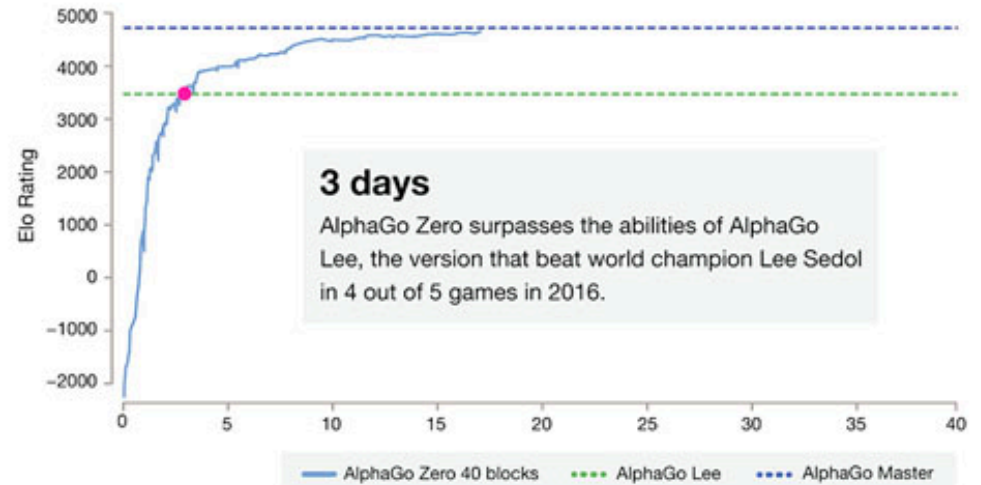 5000
4000
3000
2000
1000
0
−1000
−2000
Elo Rating
3 days
AlphaGo Zero surpasses the abilities of AlphaGo
Lee, the version that beat world champion Lee Sedol
in 4 out of 5 games in 2016.
0 5 10 15 20 25 30 35 40
AlphaGo Zero 40 blocks AlphaGo Lee AlphaGo Master